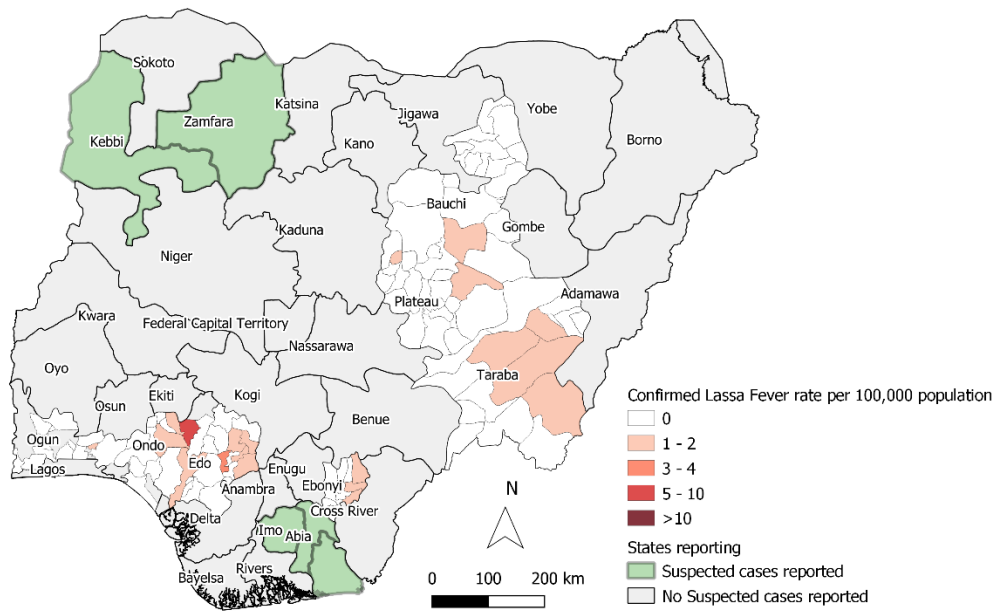 Sokoto
Katsina
Jigawa
Yobe
Zamfara
Kebbi
Kano
Borno
Bauchi
Kaduna
Gombe
Niger
Adamawa
Plateau
Kwara
Federal Capital Territory
Nassarawa
Oyo
Taraba
Kogi
Ekiti
Osun
Benue
Ogun
Ondo
Edo
Enugu
Lagos
Ebonyi
Anambra
Cross River
Delta
Imo
Abia
Rivers
Bayelsa
N
0 100 200 km
Confirmed Lassa Fever rate per 100,000 population
0
1 - 2
3 - 4
5 - 10
>10
States reporting
Suspected cases reported
No Suspected cases reported